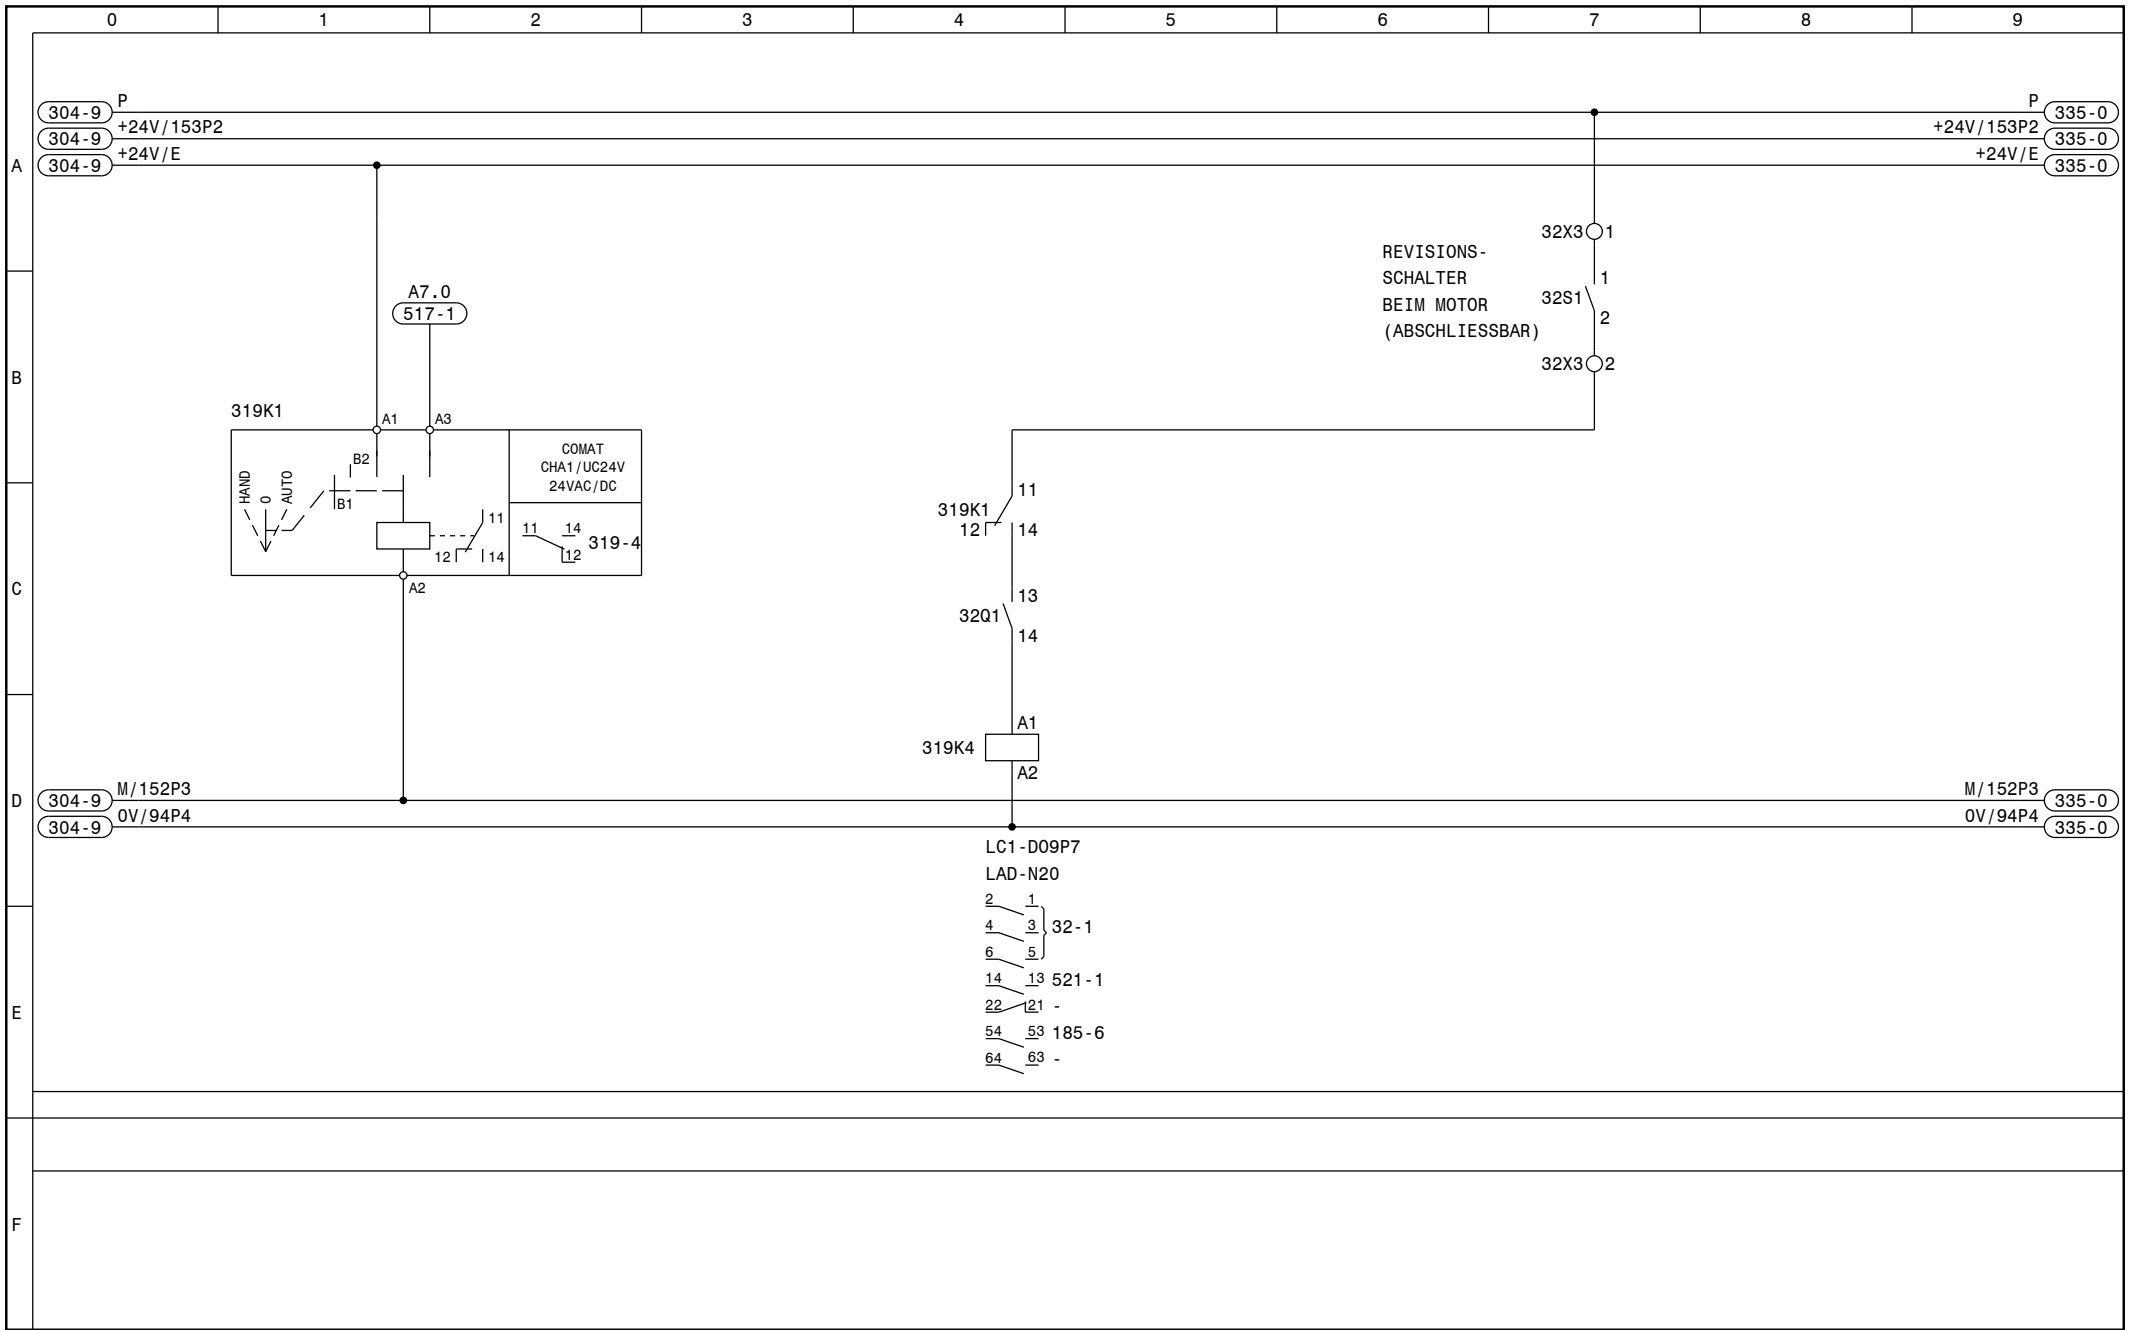 0 1 2 3 4 5 6 7 8 9
304-9 P P 335-0
304-9 +24V/153P2 +24V/153P2 335-0
A 304-9 +24V/E +24V/E 335-0
32X3 1
REVISIONS-
SCHALTER
BEIM MOTOR
(ABSCHLIESSBAR)
1
32S1
2
32X3 2
A7.0
517-1
B
319K1
A1 A3
B2
B1
HAND
0
AUTO
11
12 14
A2
COMAT
CHA1/UC24V
24VAC/DC
11 14
12
319-4
11
319K1
12 14
C
13
32Q1
14
A1
319K4
A2
D 304-9 M/152P3 M/152P3 335-0
304-9 0V/94P4 0V/94P4 335-0
LC1-D09P7
LAD-N20
2 1
4 3 32-1
6 5
14 13 521-1
E
22 21 -
54 53 185-6
64 63 -
F